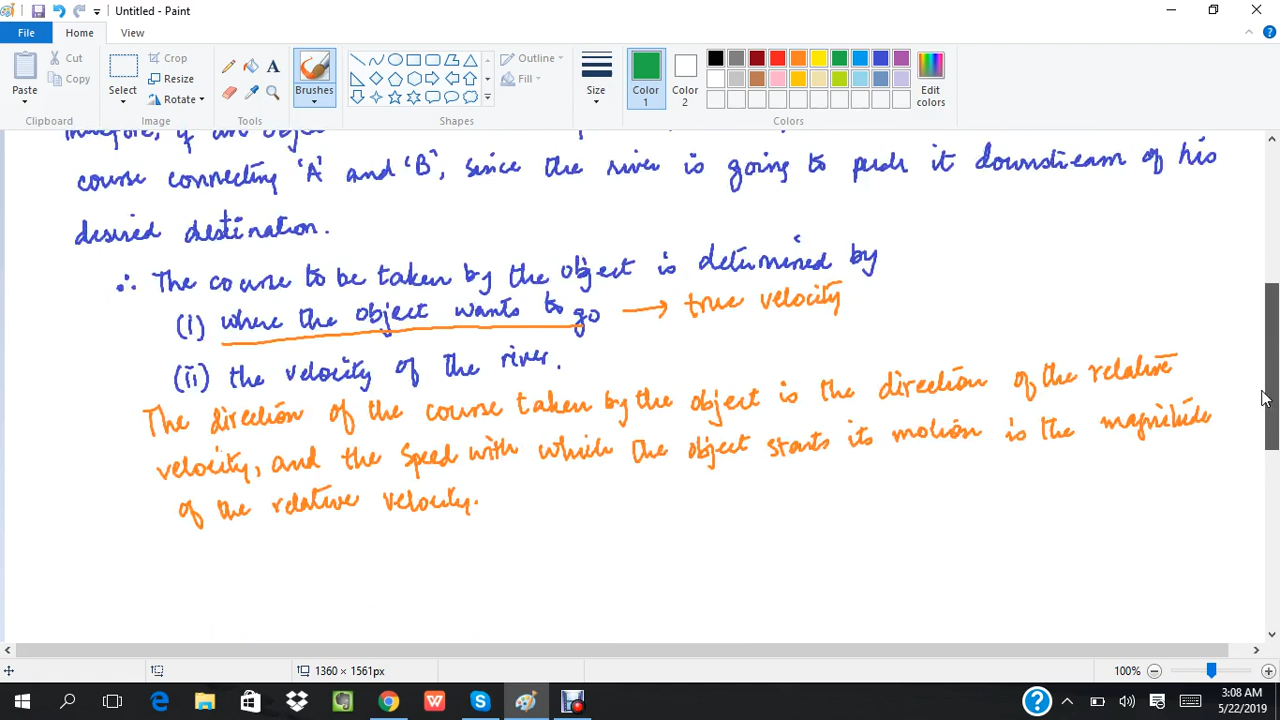 Untitled - Paint
File
Home
View
Paste
Cut
Copy
Clipboard
Select
Crop
Resize
Rotate
Image
A
Tools
Brushes
Outline
Fill
Shapes
Size
Color 1
Color 2
Edit colors
Colors
Therefore, if an object
course connecting 'A' and 'B', since the river is going to push it downstream of his
desired destination.
∴ The course to be taken by the object is determined by
(i) where the object wants to go → true velocity
(ii) the velocity of the river.
The direction of the course taken by the object is the direction of the relative
velocity, and the speed with which the object starts its motion is the magnitude
of the relative velocity.
1360 × 1561px
100%
W
S
3:08 AM
5/22/2019